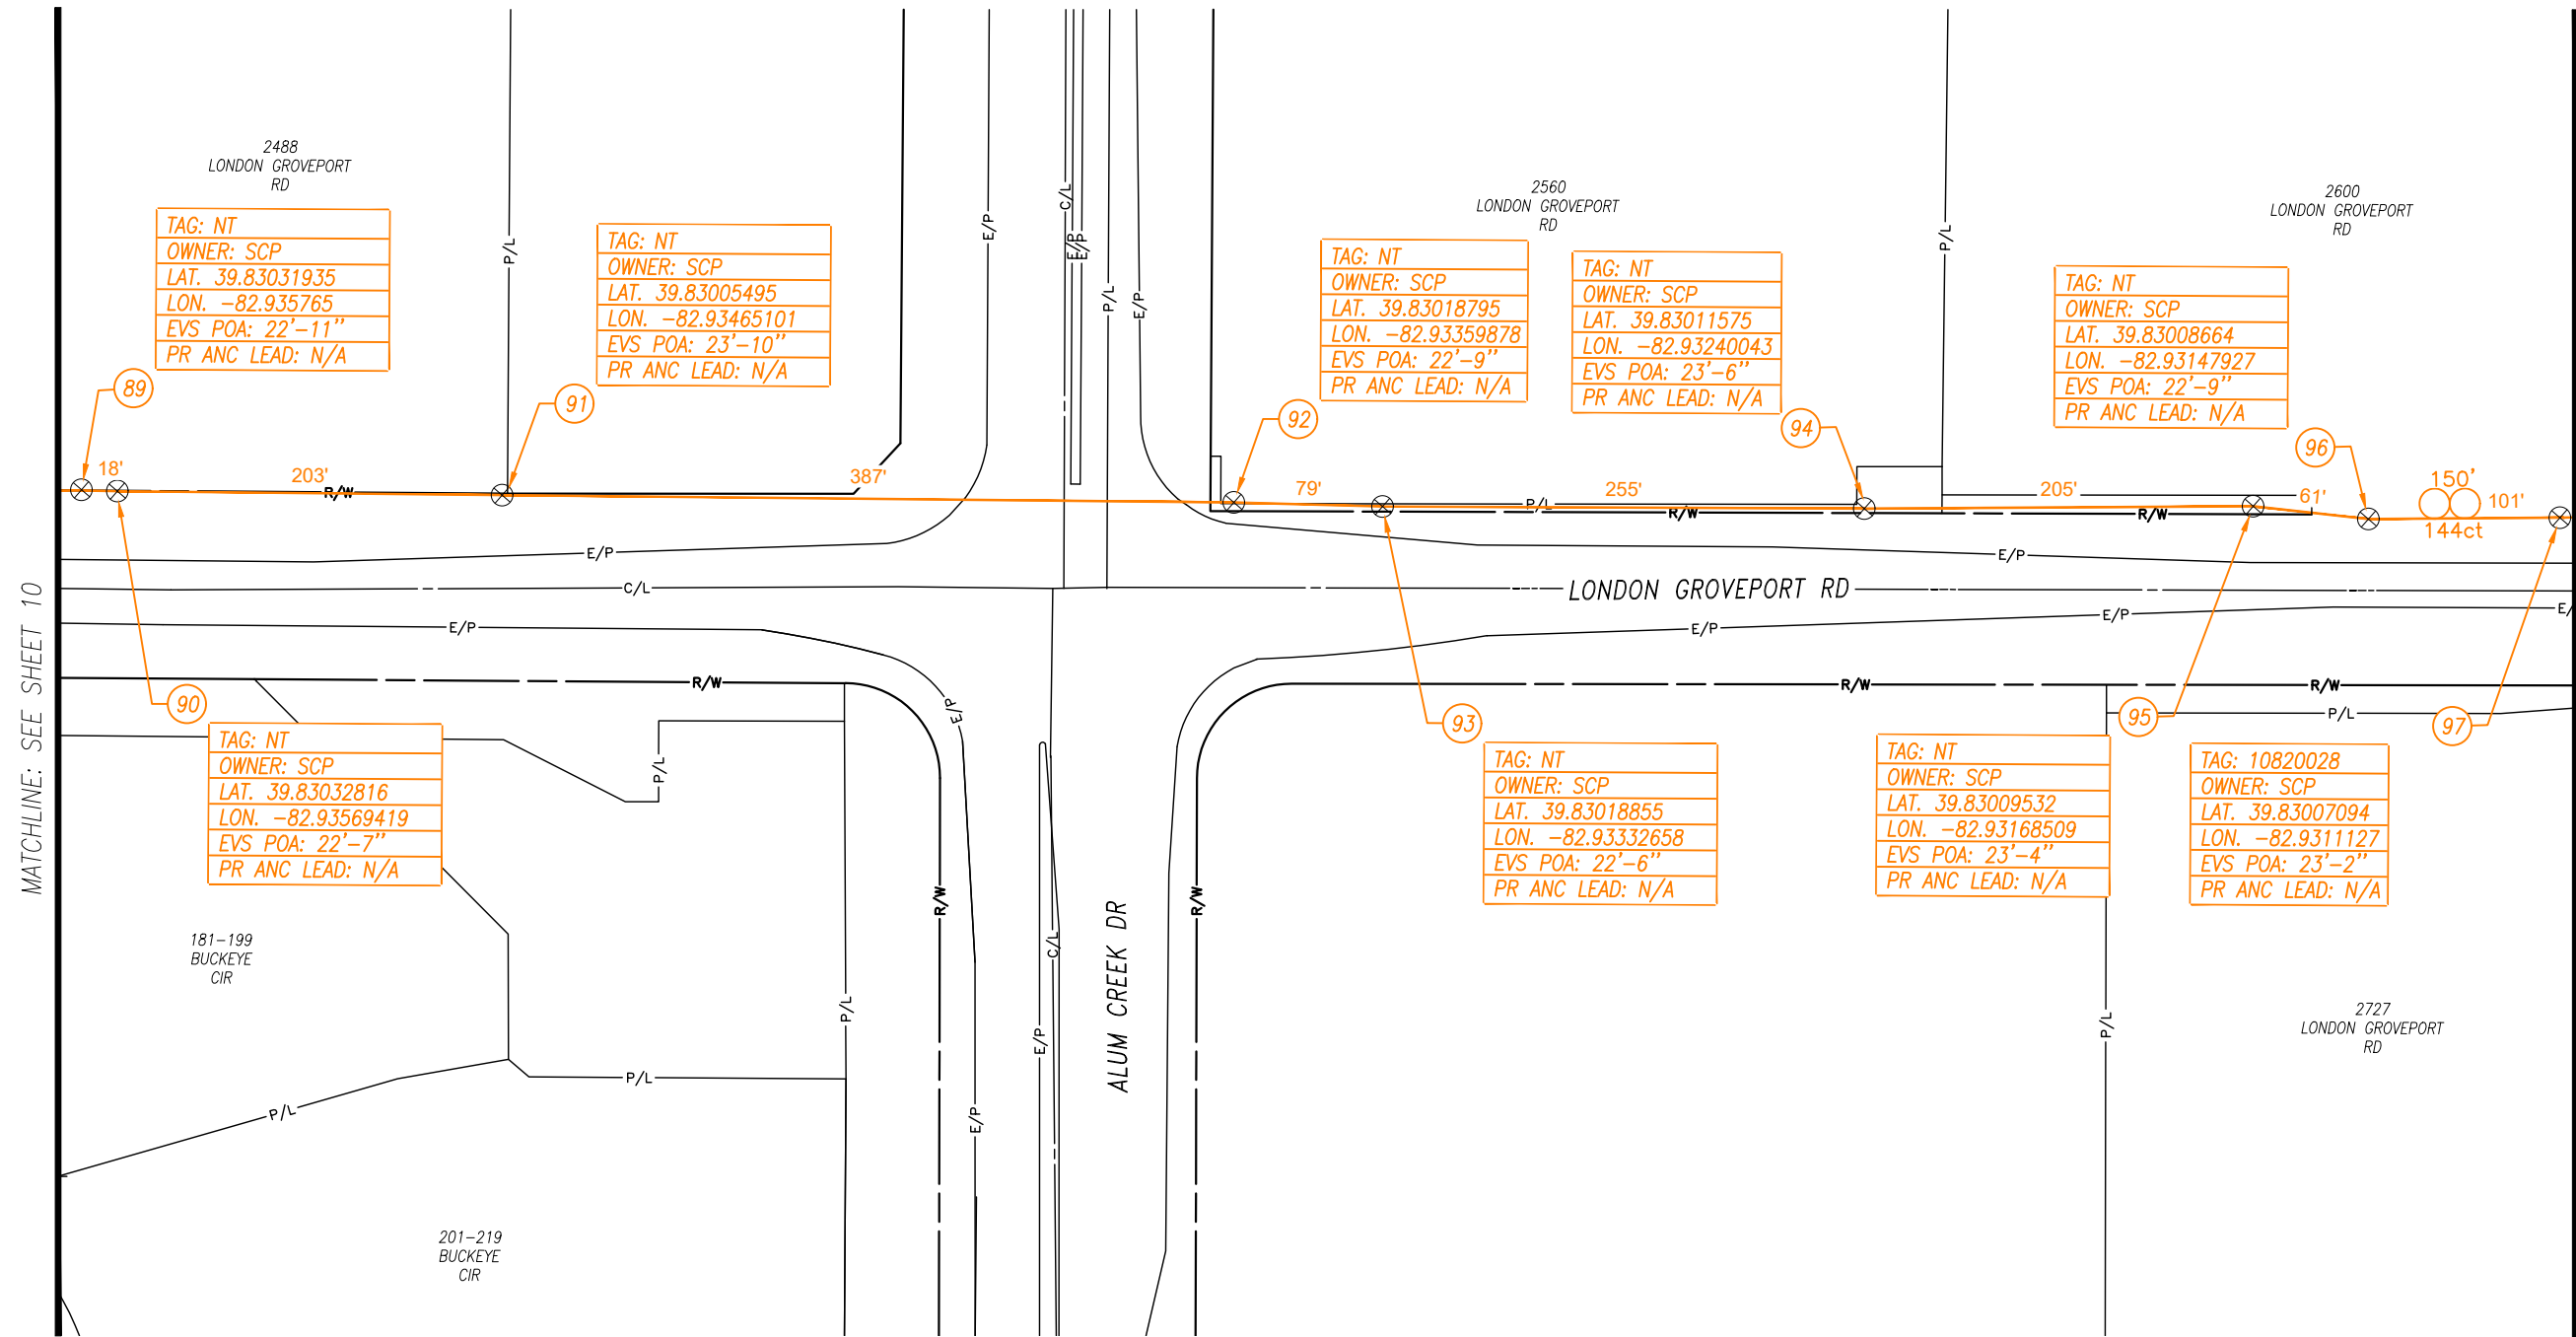 2488
LONDON GROVEPORT
RD
TAG: NT
OWNER: SCP
LAT. 39.83031935
LON. -82.935765
EVS POA: 22'-11"
PR ANC LEAD: N/A
89
TAG: NT
OWNER: SCP
LAT. 39.83005495
LON. -82.93465101
EVS POA: 23'-10"
PR ANC LEAD: N/A
91
2560
LONDON GROVEPORT
RD
TAG: NT
OWNER: SCP
LAT. 39.83018795
LON. -82.93359878
EVS POA: 22'-9"
PR ANC LEAD: N/A
92
TAG: NT
OWNER: SCP
LAT. 39.83011575
LON. -82.93240043
EVS POA: 23'-6"
PR ANC LEAD: N/A
94
2600
LONDON GROVEPORT
RD
TAG: NT
OWNER: SCP
LAT. 39.83008664
LON. -82.93147927
EVS POA: 22'-9"
PR ANC LEAD: N/A
96
P/L
E/P
C/L
E/P
E/P
P/L
E/P
P/L
18'
203'
R/W
387'
79'
P/L
255'
R/W
205'
R/W
61'
150'
101'
144ct
E/P
E/P
C/L
LONDON GROVEPORT RD
E/P
E/P
E/P
E/
R/W
R/W
R/W
P/L
MATCHLINE: SEE SHEET 10
90
TAG: NT
OWNER: SCP
LAT. 39.83032816
LON. -82.93569419
EVS POA: 22'-7"
PR ANC LEAD: N/A
P/L
E/P
93
TAG: NT
OWNER: SCP
LAT. 39.83018855
LON. -82.93332658
EVS POA: 22'-6"
PR ANC LEAD: N/A
95
TAG: NT
OWNER: SCP
LAT. 39.83009532
LON. -82.93168509
EVS POA: 23'-4"
PR ANC LEAD: N/A
97
TAG: 10820028
OWNER: SCP
LAT. 39.83007094
LON. -82.9311127
EVS POA: 23'-2"
PR ANC LEAD: N/A
R/W
C/L
R/W
ALUM CREEK DR
181-199
BUCKEYE
CIR
P/L
E/P
P/L
2727
LONDON GROVEPORT
RD
P/L
P/L
E/P
201-219
BUCKEYE
CIR